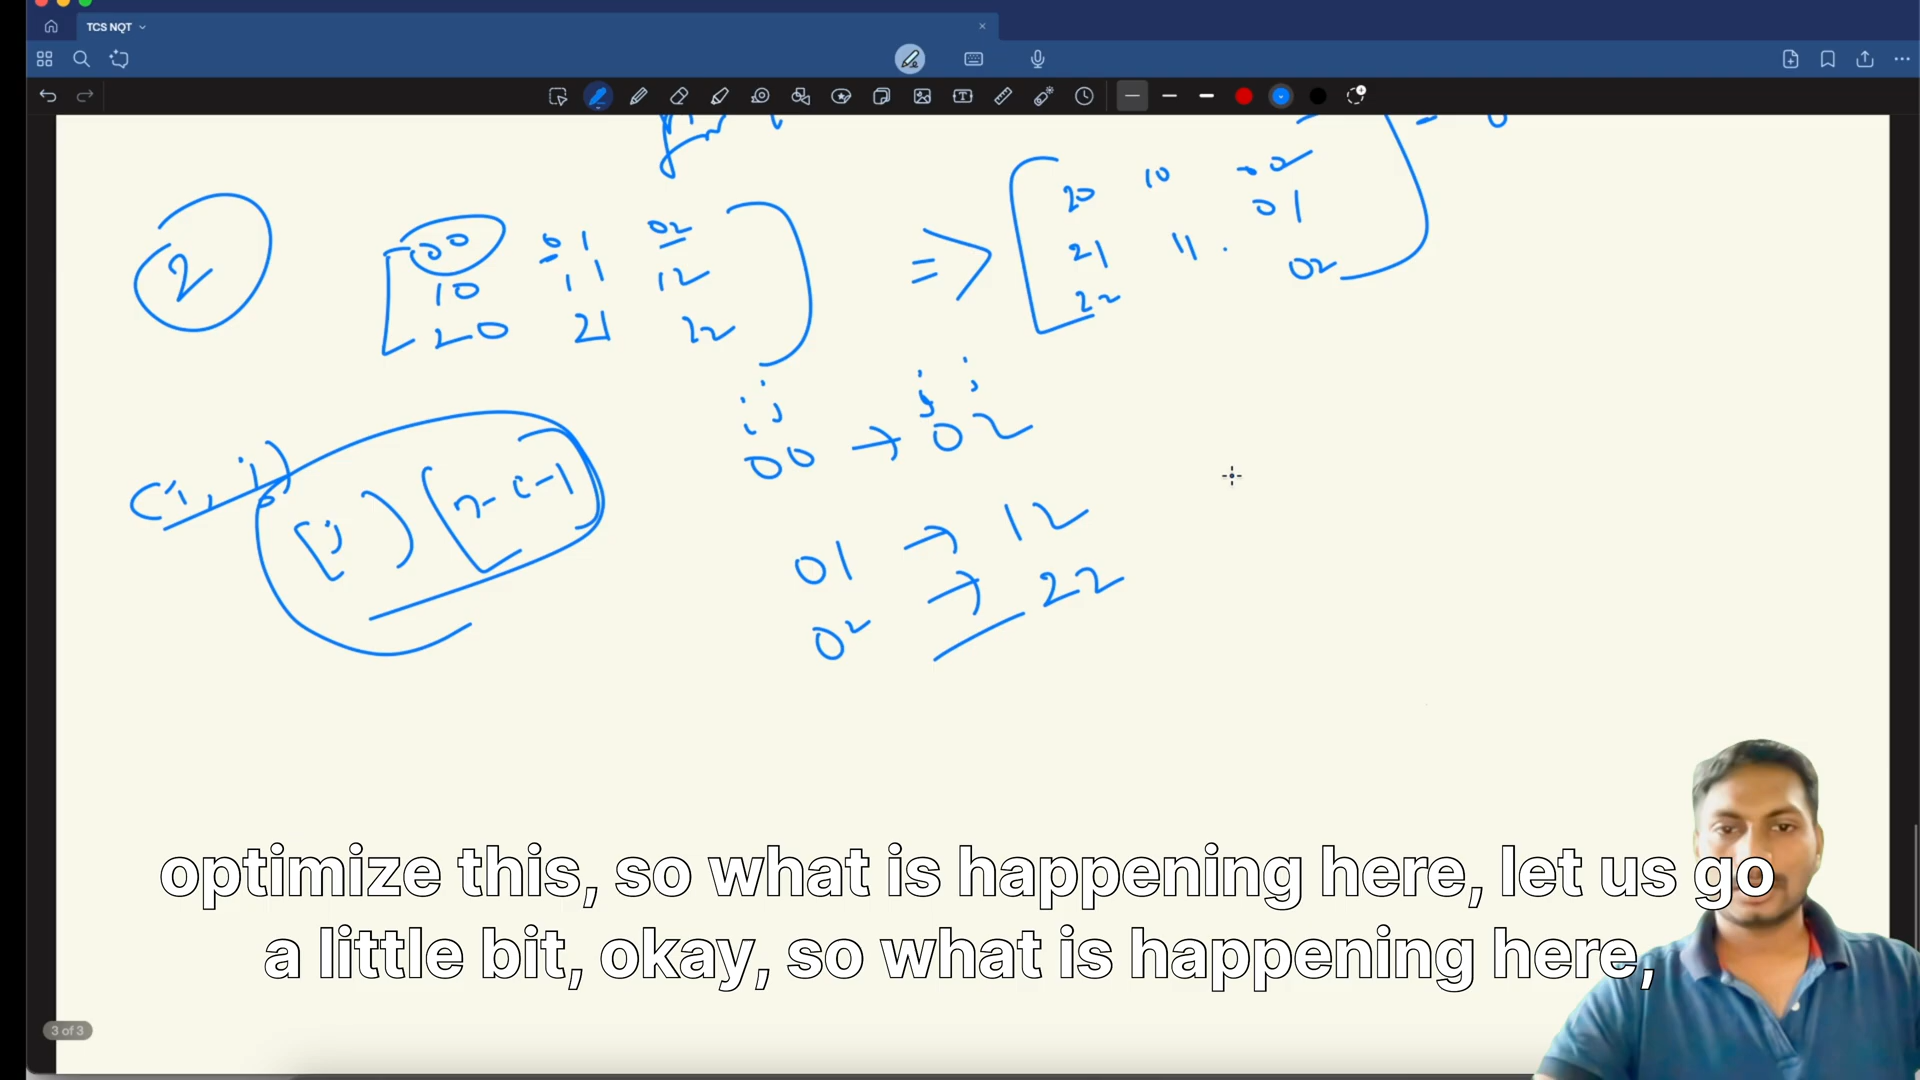 TCS NQT
20 10 00
01
② 00 01 02 => 21 11 .
10 11 12 02
20 21 22 22
i j j i
(i, j) 00 → 02
[j] [n-i-1]
01 → 12
02 → 22
optimize this, so what is happening here, let us go
a little bit, okay, so what is happening here,
3 of 3